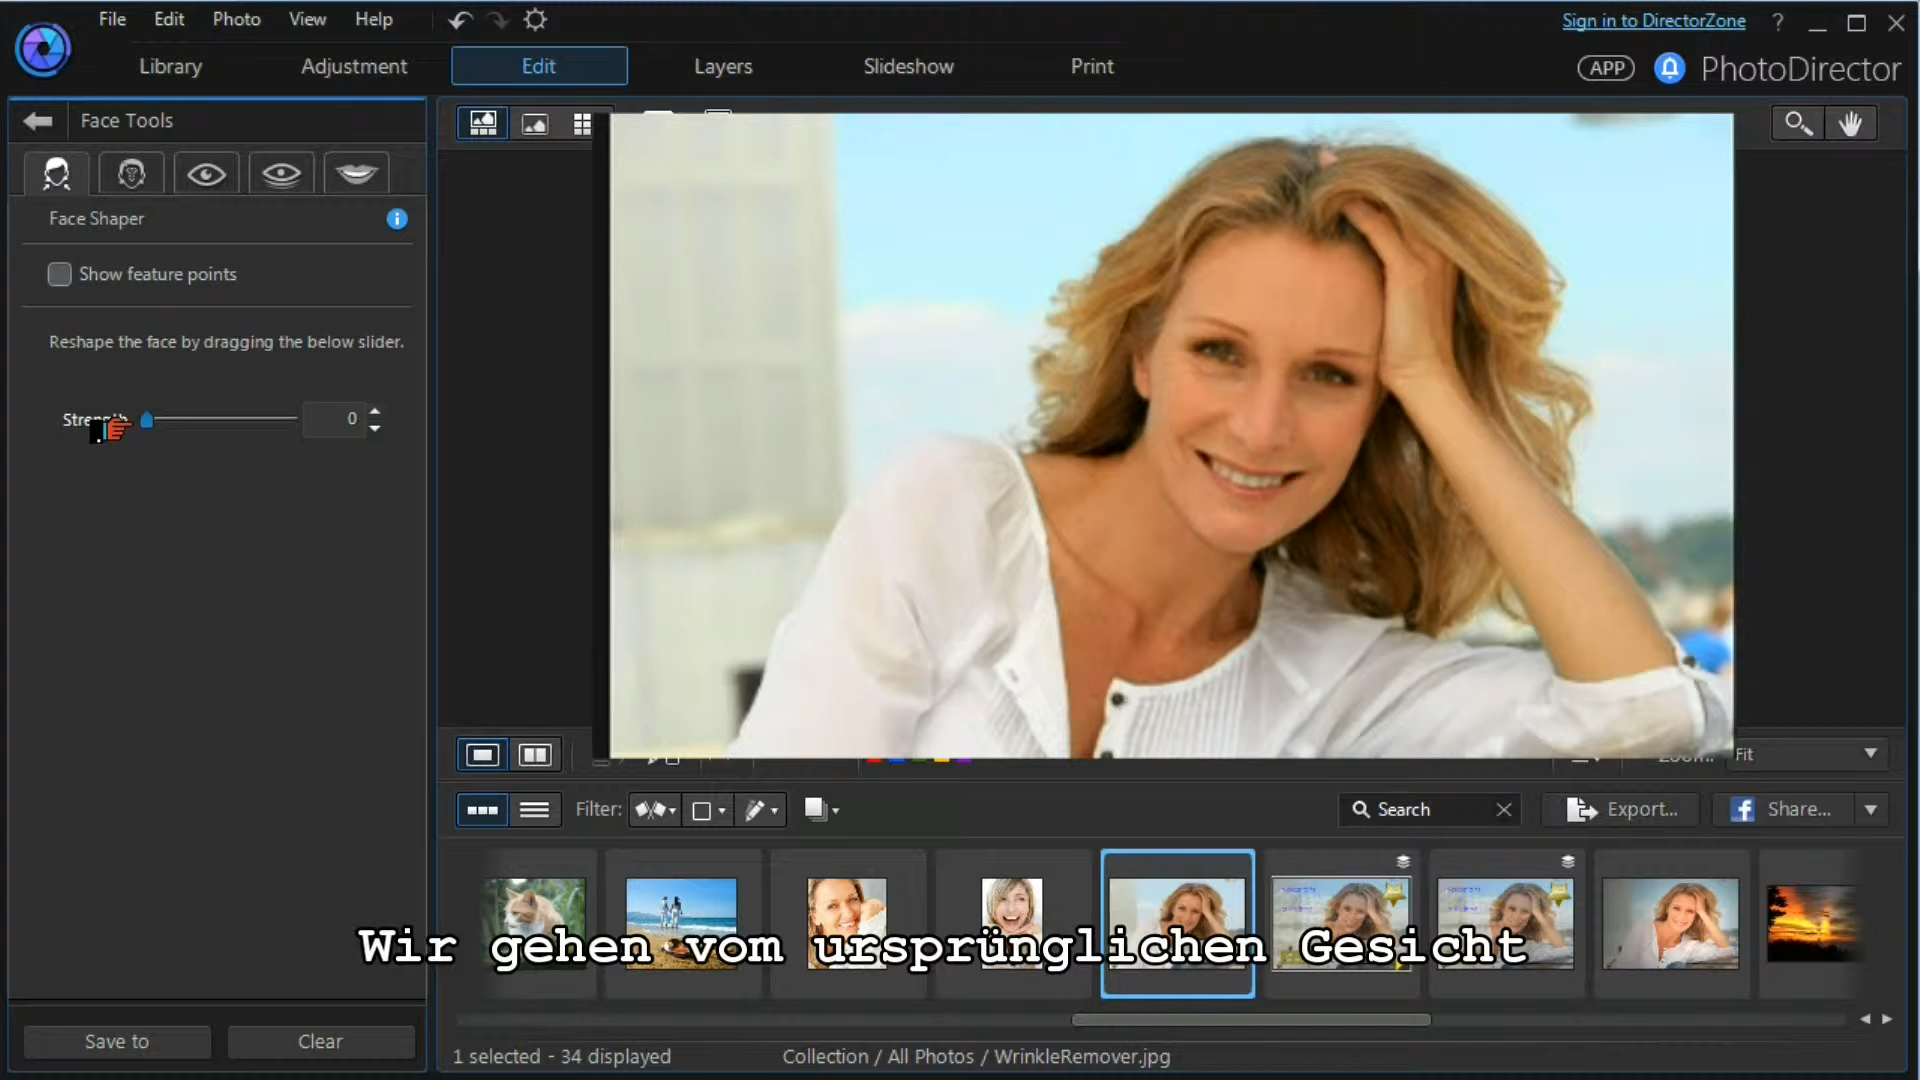 File Edit Photo View Help
Sign in to DirectorZone ?
Library Adjustment Edit Layers Slideshow Print
APP PhotoDirector
Face Tools
Face Shaper
Show feature points
Reshape the face by dragging the below slider.
Strength 0
Fit
Filter:
Search
Export...
Share...
Wir gehen vom ursprünglichen Gesicht
Save to Clear
1 selected - 34 displayed
Collection / All Photos / WrinkleRemover.jpg